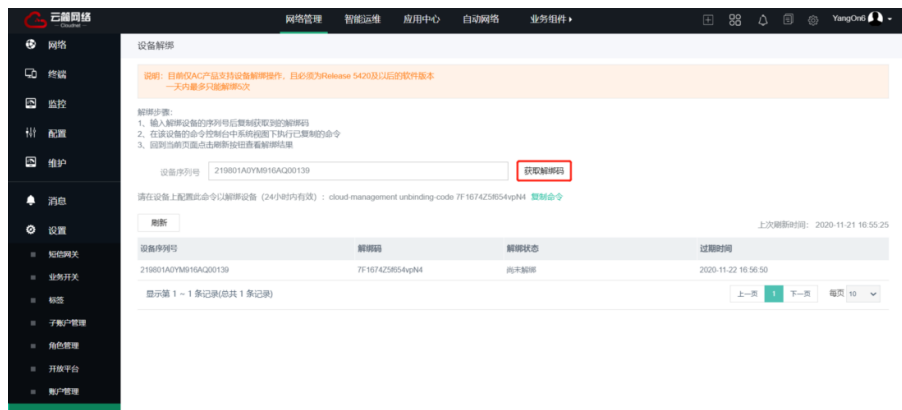 云简网络
Cloudnet
网络管理 智能运维 应用中心 自动网络 业务组件
YangOn6
网络
终端
监控
配置
维护
消息
设置
短信网关
业务开关
标签
子账户管理
角色管理
开放平台
账户管理
设备解绑
说明：目前仅AC产品支持设备解绑操作，且必须为Release 5420及以后的软件版本
一天内最多只能解绑5次
解绑步骤：
1、输入解绑设备的序列号后复制获取到的解绑码
2、在该设备的命令控制台中系统视图下执行已复制的命令
3、回到当前页面点击刷新按钮查看解绑结果
设备序列号 219801A0YM916AQ00139 获取解绑码
请在设备上配置此命令以解绑设备（24小时内有效）：cloud-management unbinding-code 7F1674Z5f654vpN4 复制命令
刷新 上次刷新时间： 2020-11-21 16:55:25
设备序列号 解绑码 解绑状态 过期时间
219801A0YM916AQ00139 7F1674Z5f654vpN4 尚未解绑 2020-11-22 16:56:50
显示第 1 ~ 1 条记录(总共 1 条记录) 上一页 1 下一页 每页 10